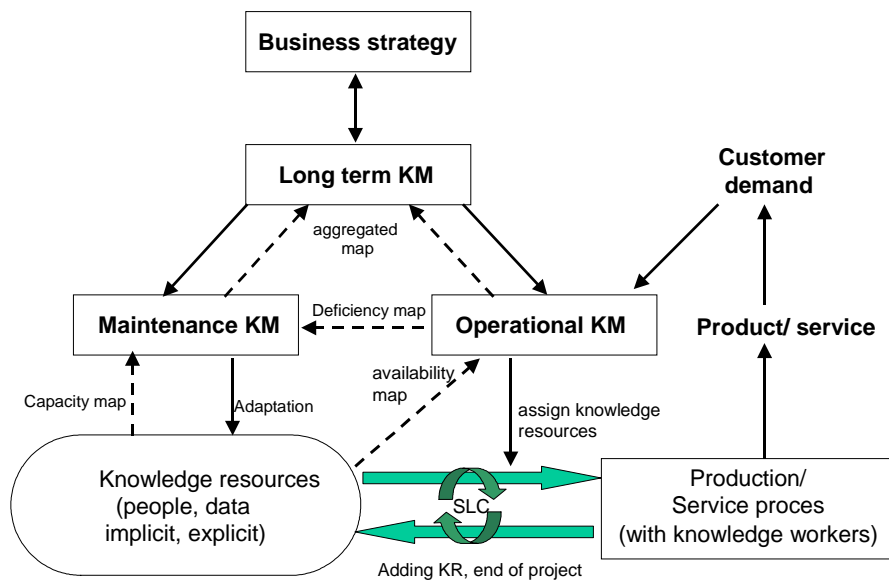 Business strategy
Long term KM
Customer
demand
aggregated
map
Maintenance KM
Deficiency map
Operational KM
Product/ service
availability
map
Capacity map
Adaptation
assign knowledge
resources
Knowledge resources
(people, data
implicit, explicit)
SLC
Production/
Service proces
(with knowledge workers)
Adding KR, end of project